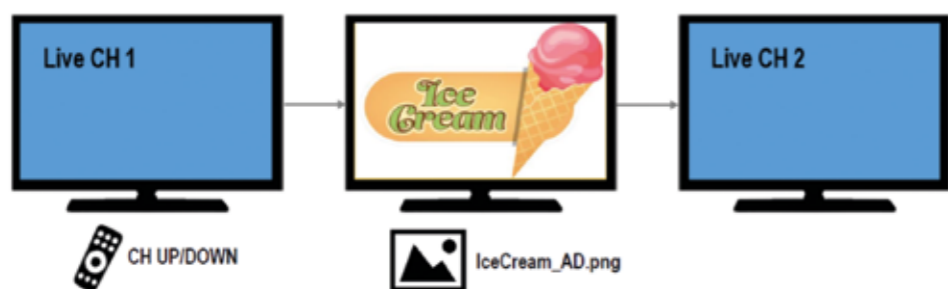 Live CH 1
Ice
Cream
Live CH 2
CH UP/DOWN
IceCream_AD.png